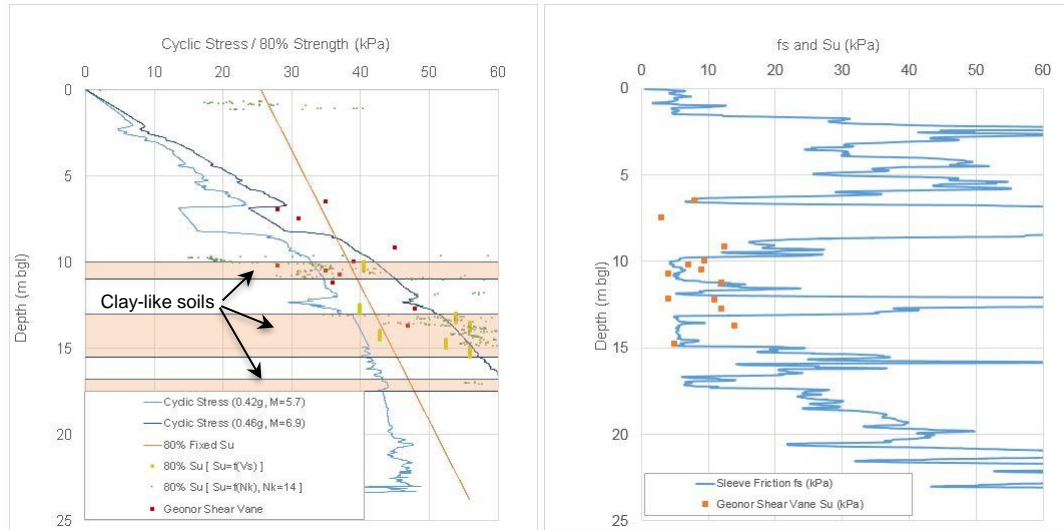 Cyclic Stress / 80% Strength (kPa)
0 10 20 30 40 50 60
0
5
10
15
20
25
Depth (m bgl)
Clay-like soils
Cyclic Stress (0.42g, M=5.7)
Cyclic Stress (0.46g, M=6.9)
80% Fixed Su
80% Su [ Su=f(Vs) ]
80% Su [ Su=f(Nk), Nk=14 ]
Geonor Shear Vane
fs and Su (kPa)
0 10 20 30 40 50 60
0
5
10
15
20
25
Depth (m bgl)
Sleeve Friction fs (kPa)
Geonor Shear Vane Su (kPa)